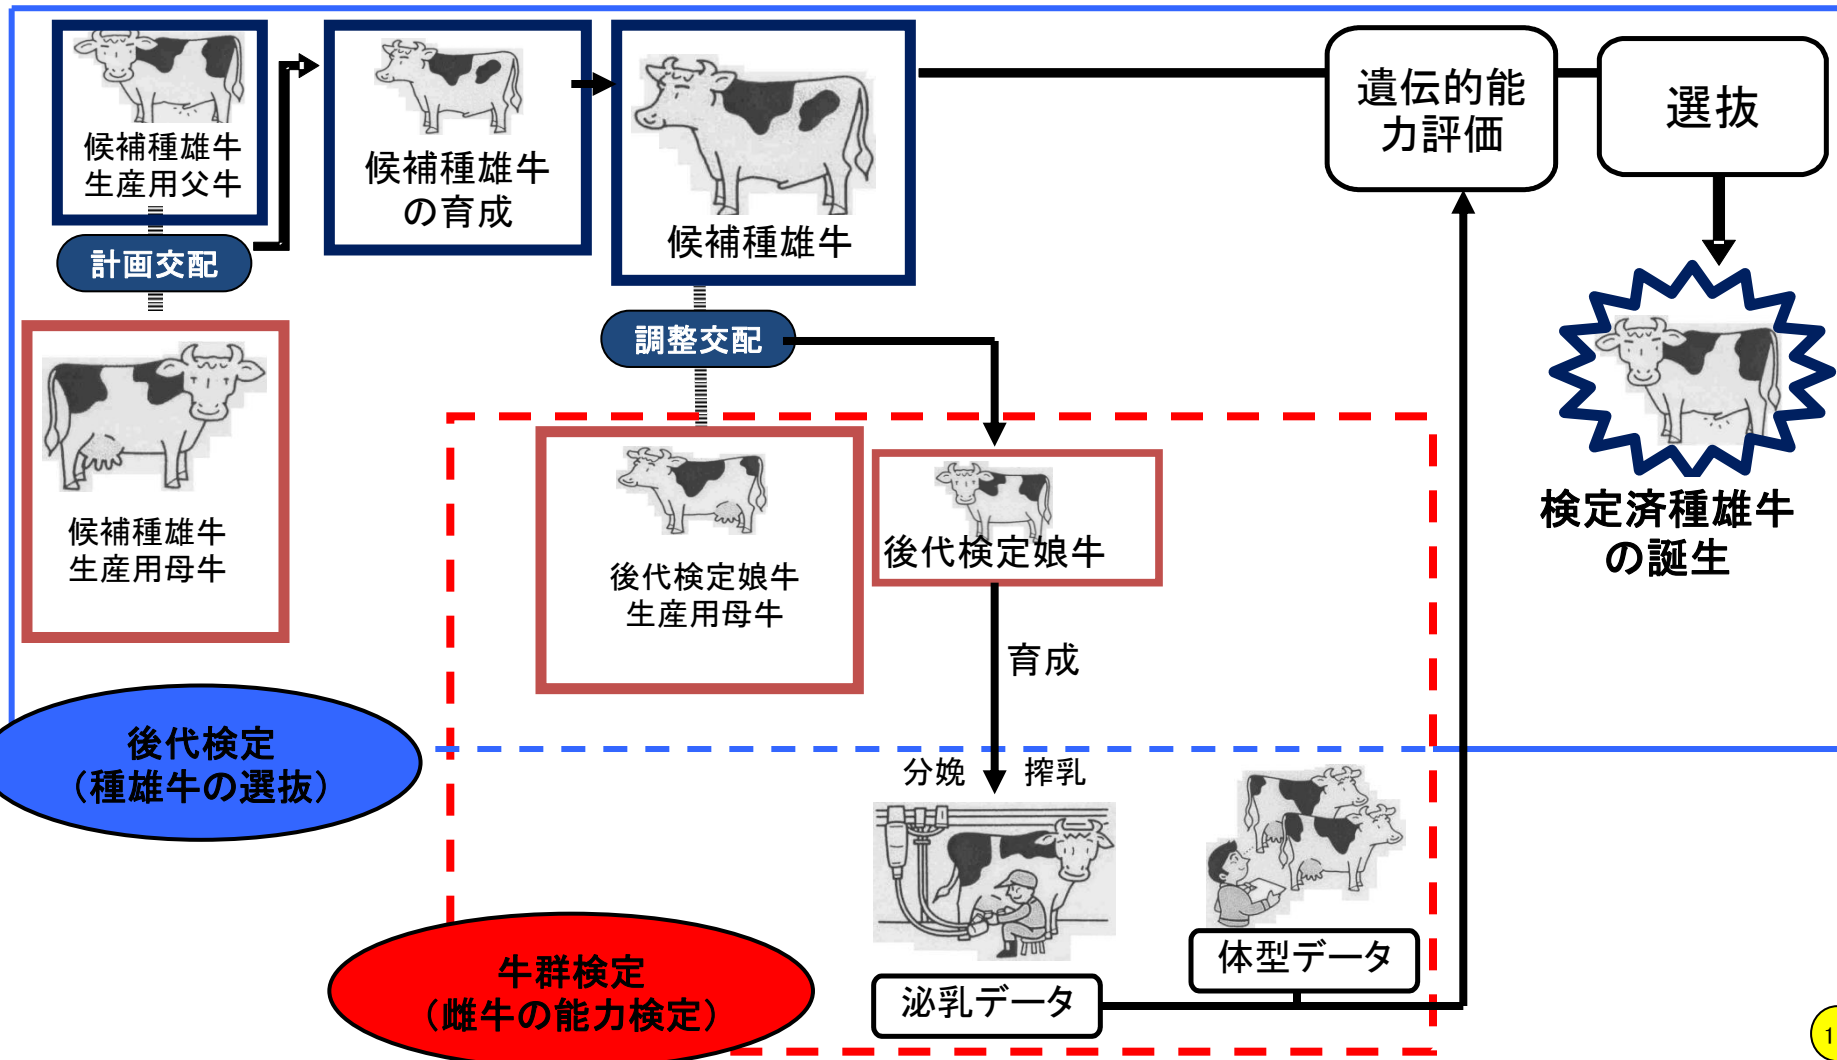 候補種雄牛
生産用父牛
計画交配
候補種雄牛
生産用母牛
候補種雄牛
の育成
候補種雄牛
調整交配
後代検定娘牛
生産用母牛
後代検定娘牛
育成
分娩
搾乳
泌乳データ
体型データ
遺伝的能
力評価
選抜
検定済種雄牛
の誕生
後代検定
(種雄牛の選抜)
牛群検定
(雌牛の能力検定)
1